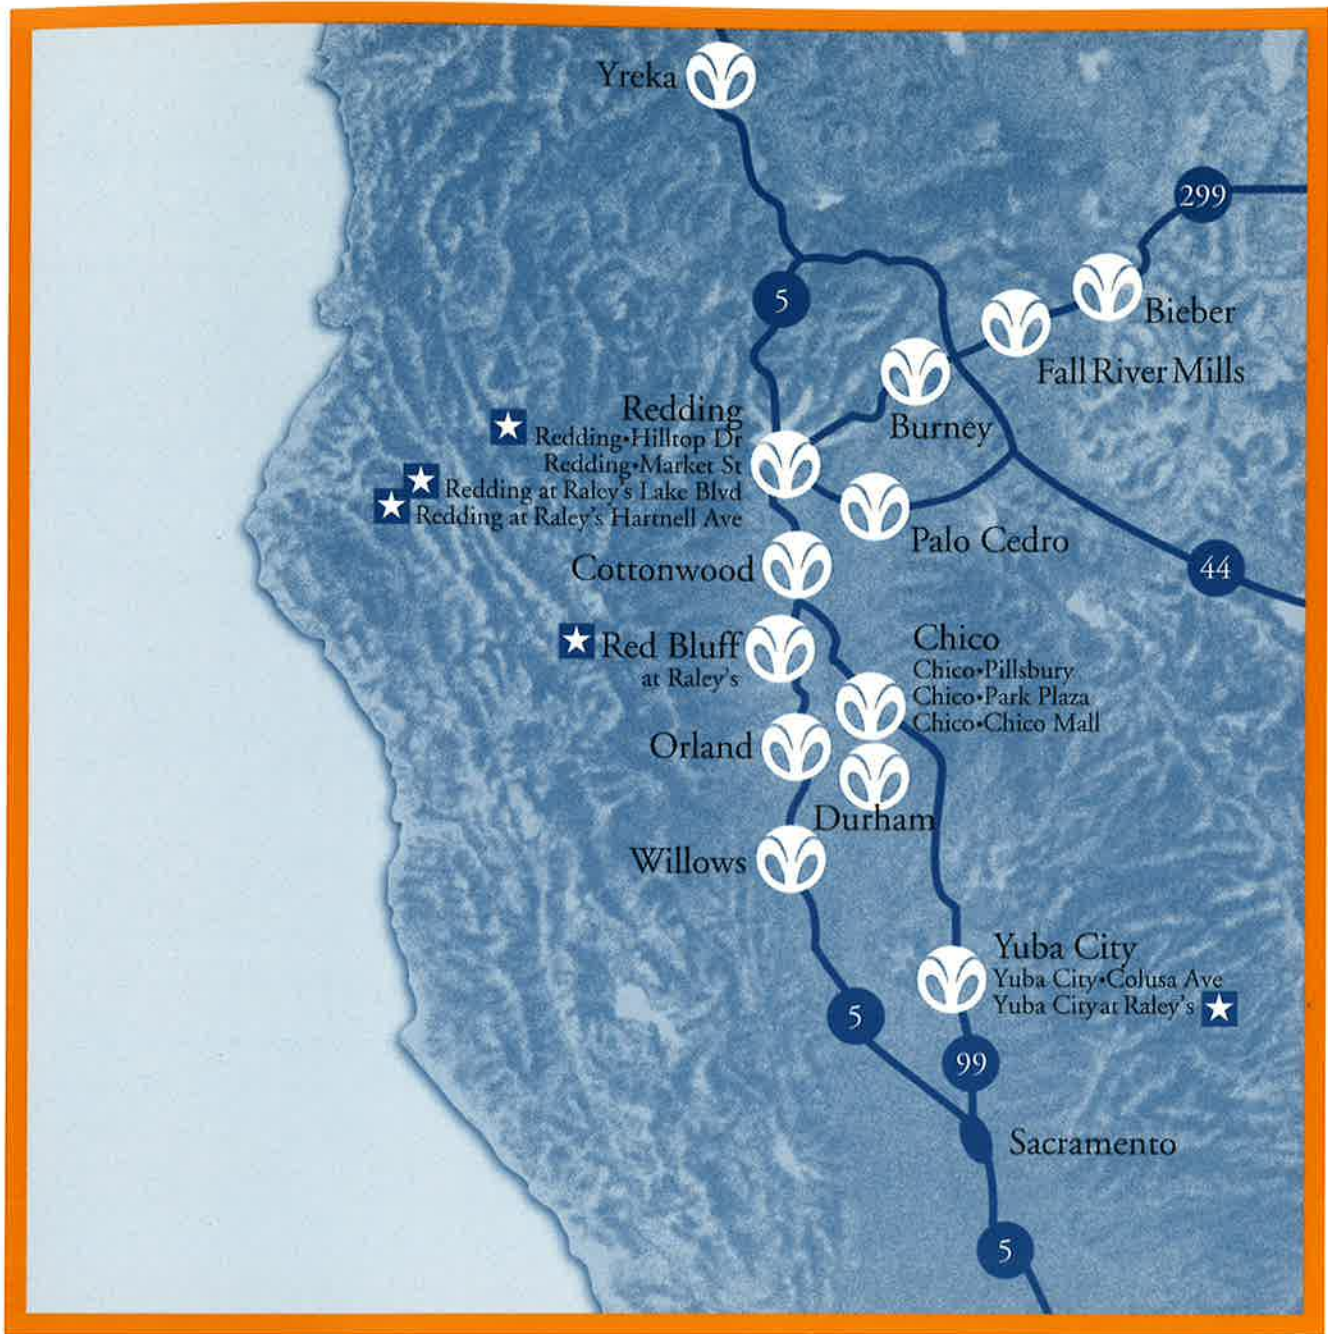 Yreka
299
5
Bieber
Fall River Mills
Burney
Redding
Redding•Hilltop Dr
Redding•Market St
Redding at Raley's Lake Blvd
Redding at Raley's Hartnell Ave
Palo Cedro
Cottonwood
44
Red Bluff
at Raley's
Chico
Chico•Pillsbury
Chico•Park Plaza
Chico•Chico Mall
Orland
Durham
Willows
Yuba City
Yuba City•Colusa Ave
Yuba City at Raley's
5
99
Sacramento
5